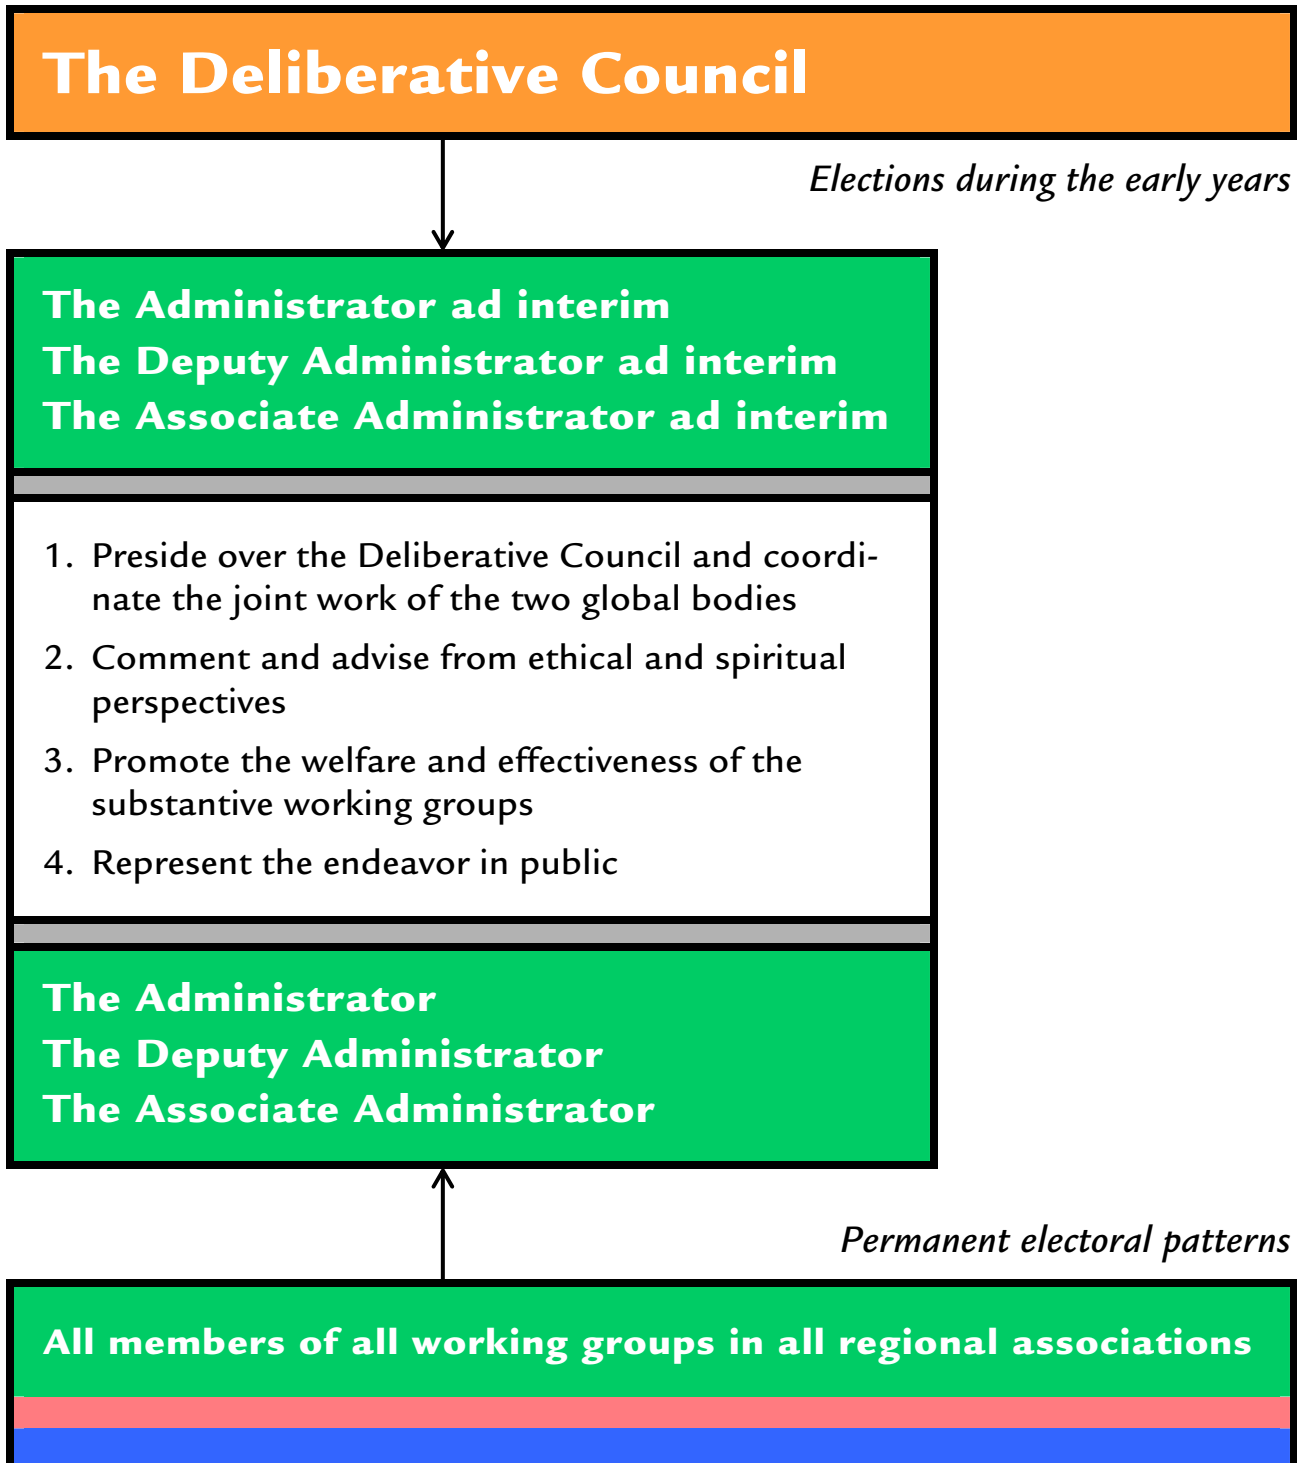 The Deliberative Council
Elections during the early years
The Administrator ad interim
The Deputy Administrator ad interim
The Associate Administrator ad interim
1. Preside over the Deliberative Council and coordi-
nate the joint work of the two global bodies
2. Comment and advise from ethical and spiritual
perspectives
3. Promote the welfare and effectiveness of the
substantive working groups
4. Represent the endeavor in public
The Administrator
The Deputy Administrator
The Associate Administrator
Permanent electoral patterns
All members of all working groups in all regional associations